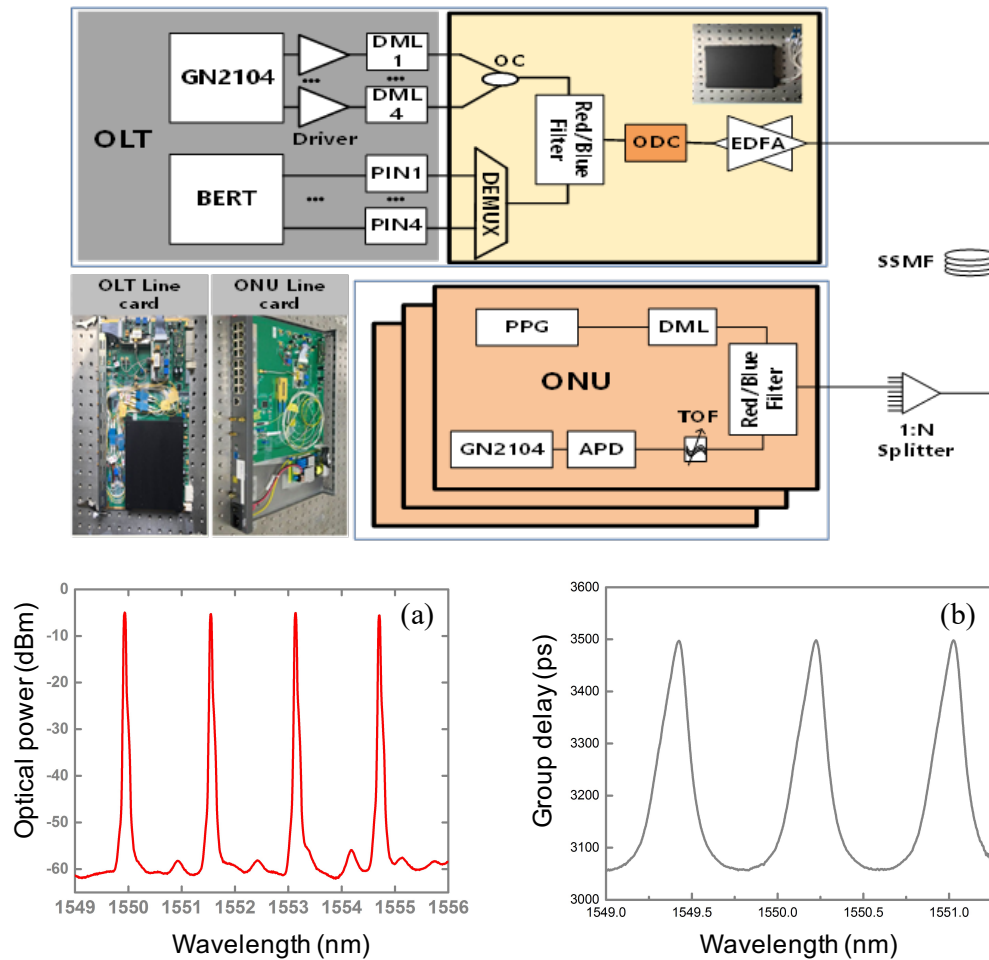 GN2104
...
Driver
DML
1
...
DML
4
OC
OLT
BERT
PIN1
...
...
PIN4
DEMUX
Red/Blue
Filter
ODC
EDFA
SSMF
OLT Line
card
ONU Line
card
PPG
DML
ONU
Red/Blue
Filter
TOF
GN2104
APD
1:N
Splitter
(a)
Optical power (dBm)
0
-10
-20
-30
-40
-50
-60
1549 1550 1551 1552 1553 1554 1555 1556
Wavelength (nm)
(b)
Group delay (ps)
3600
3500
3400
3300
3200
3100
3000
1549.0 1549.5 1550.0 1550.5 1551.0
Wavelength (nm)